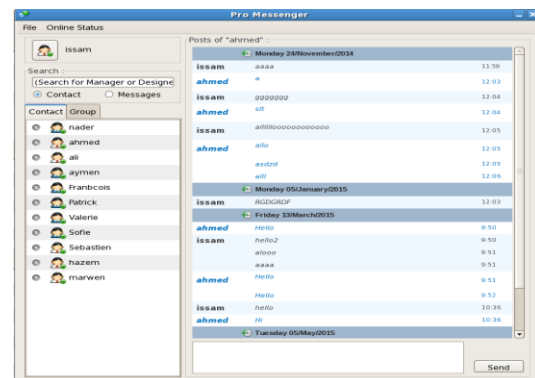 Pro Messenger
File Online Status
issam
Search :
(Search for Manager or Designe
Contact Messages
Contact Group
nader
ahmed
ali
aymen
Franbcois
Patrick
Valerie
Sofie
Sebastien
hazem
marwen
Posts of "ahmed" :
Monday 24/November/2014
issam aaaa 11:59
ahmed a 12:03
issam ggggggg 12:04
ahmed slt 12:04
issam 12:05
ahmed allo 12:05
asdzd 12:05
alll 12:06
Monday 05/January/2015
issam RGDGRDF 12:03
Friday 13/March/2015
ahmed Hello 9:50
issam hello2 9:50
alooo 9:51
aaaa 9:51
ahmed Hello 9:51
Hello 9:52
issam hello 10:36
ahmed Hi 10:36
Tuesday 05/May/2015
Send